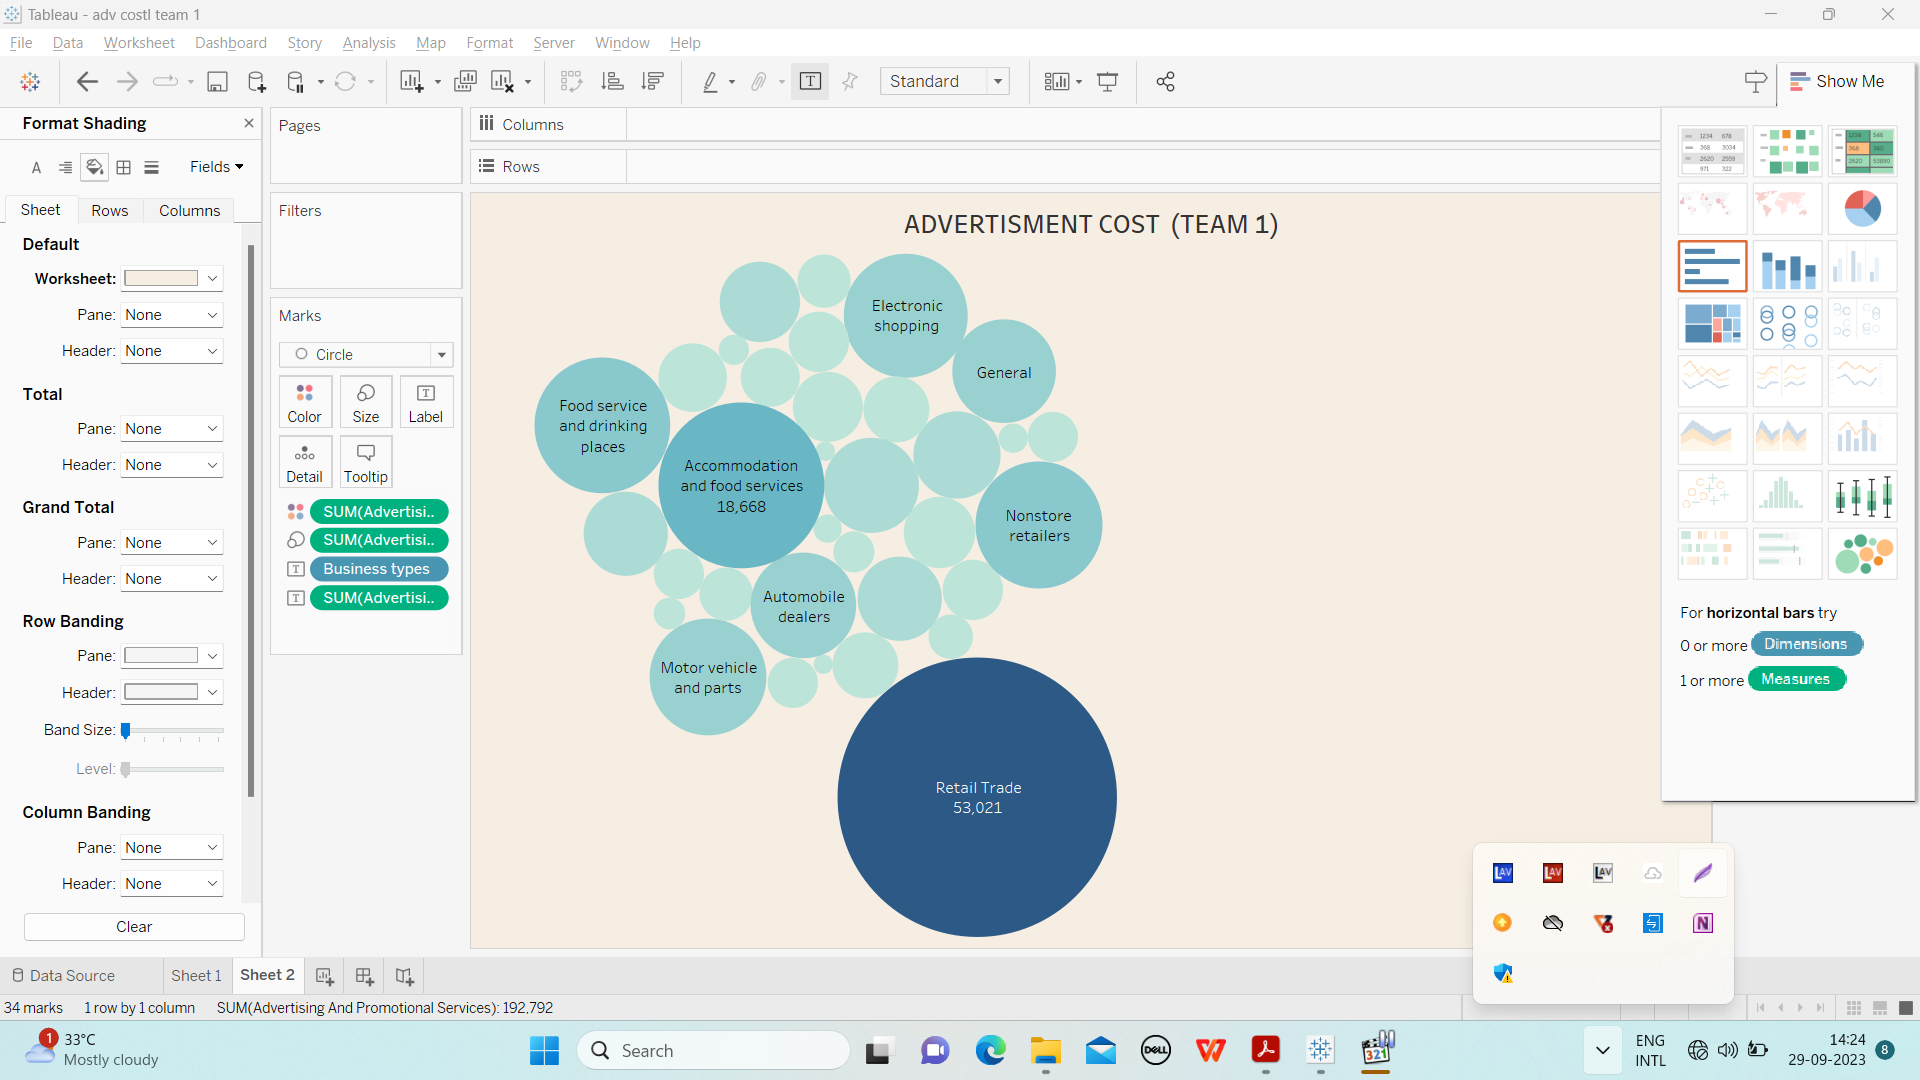 Tableau - adv costl team 1
File Data Worksheet Dashboard Story Analysis Map Format Server Window Help
Standard
Show Me
Format Shading
Fields
Sheet Rows Columns
Default
Worksheet:
Pane: None
Header: None
Total
Pane: None
Header: None
Grand Total
Pane: None
Header: None
Row Banding
Pane:
Header:
Band Size:
Level:
Column Banding
Pane: None
Header: None
Clear
Pages
Filters
Marks
Circle
Color Size Label
Detail Tooltip
SUM(Advertisi..
SUM(Advertisi..
Business types
SUM(Advertisi..
Columns
Rows
ADVERTISMENT COST (TEAM 1)
Electronic
shopping
General
Food service
and drinking
places
Accommodation
and food services
18,668
Nonstore
retailers
Automobile
dealers
Motor vehicle
and parts
Retail Trade
53,021
For horizontal bars try
0 or more Dimensions
1 or more Measures
Data Source Sheet 1 Sheet 2
34 marks 1 row by 1 column SUM(Advertising And Promotional Services): 192,792
1
33°C
Mostly cloudy
Search
DELL
321
ENG
INTL
14:24
29-09-2023
8